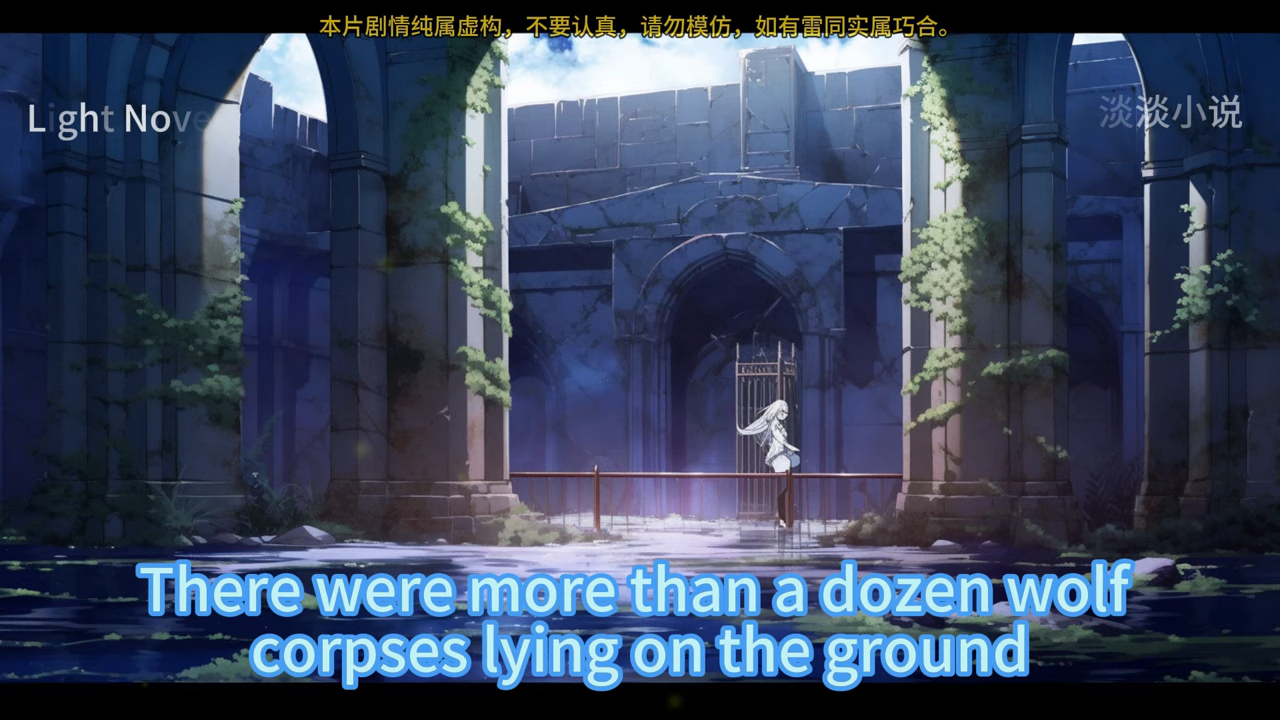 本片剧情纯属虚构，不要认真，请勿模仿，如有雷同实属巧合。
Light Nove
淡淡小说
There were more than a dozen wolf
corpses lying on the ground